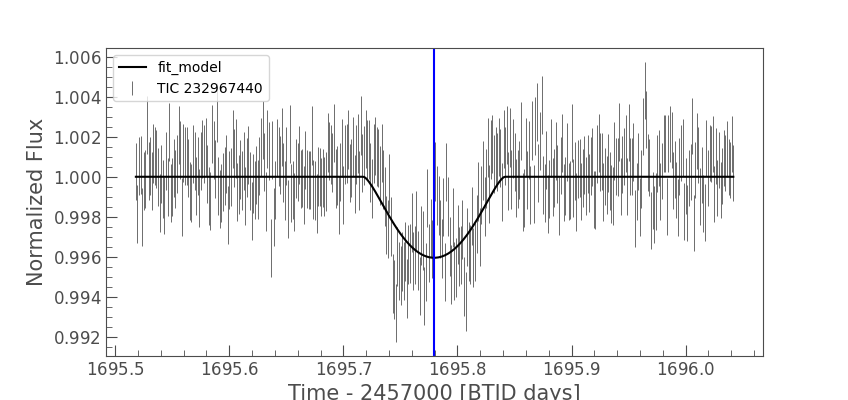 1.006
1.004
1.002
1.000
0.998
0.996
0.994
0.992
Normalized Flux
fit_model
TIC 232967440
1695.5 1695.6 1695.7 1695.8 1695.9 1696.0
Time - 2457000 [BTJD days]